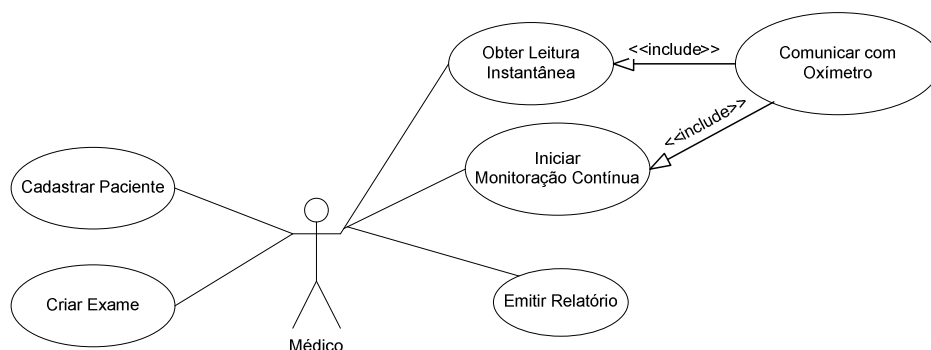 Obter Leitura
Instantânea
<<include>>
Comunicar com
Oxímetro
<<include>>
Iniciar
Monitoração Contínua
Cadastrar Paciente
Criar Exame
Emitir Relatório
Médico